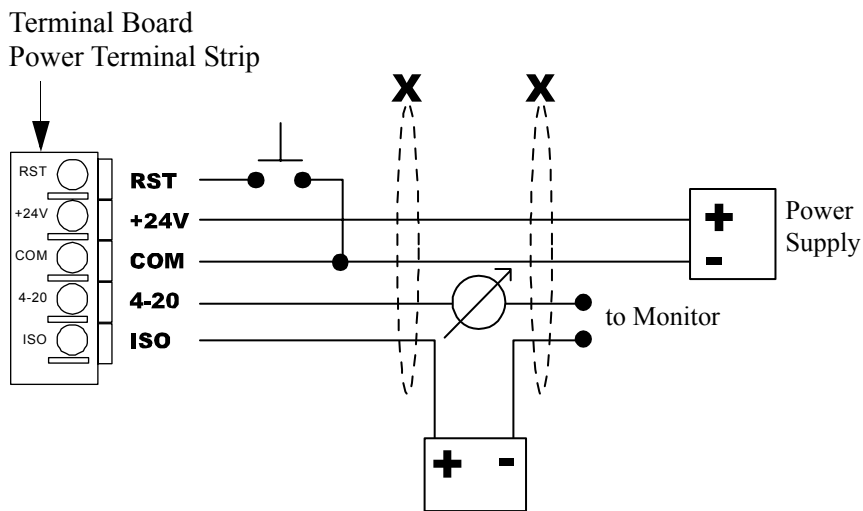 Terminal Board
Power Terminal Strip
X X
RST RST
+24V +24V + Power
COM COM - Supply
4-20 4-20
to Monitor
ISO ISO
+ -